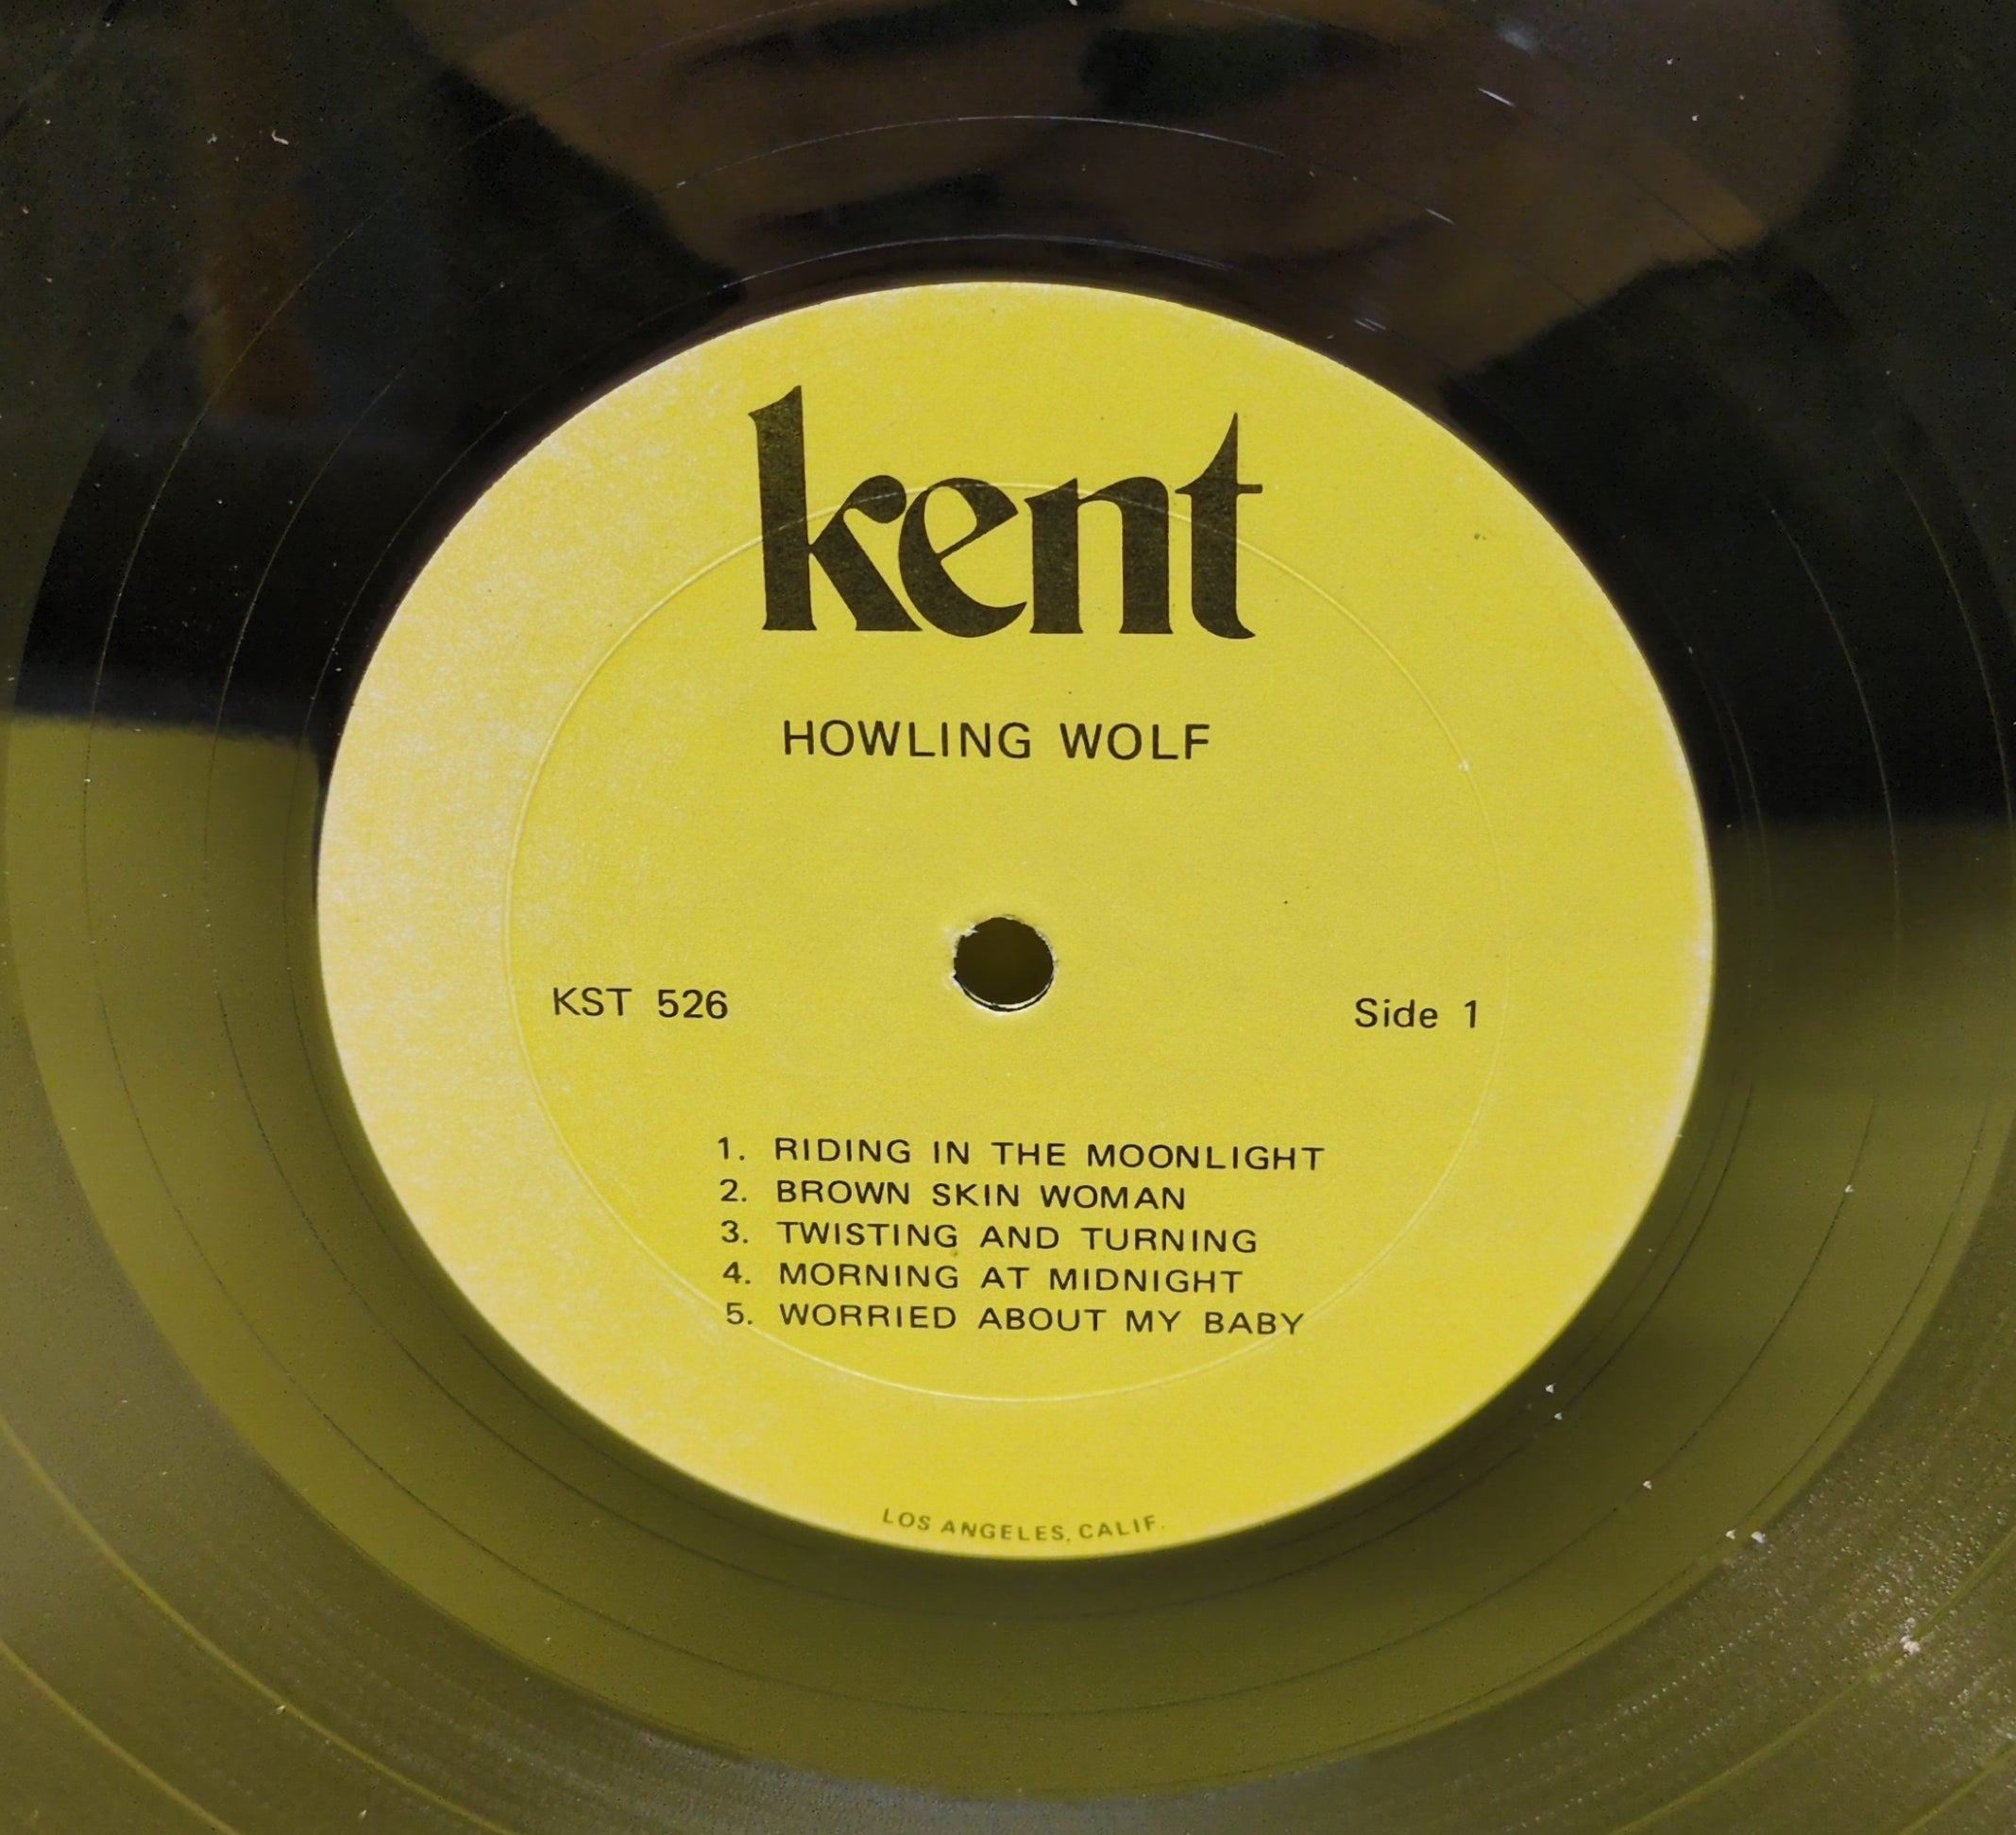 kent
HOWLING WOLF
KST 526
Side 1
1. RIDING IN THE MOONLIGHT
2. BROWN SKIN WOMAN
3. TWISTING AND TURNING
4. MORNING AT MIDNIGHT
5. WORRIED ABOUT MY BABY
LOS ANGELES, CALIF.